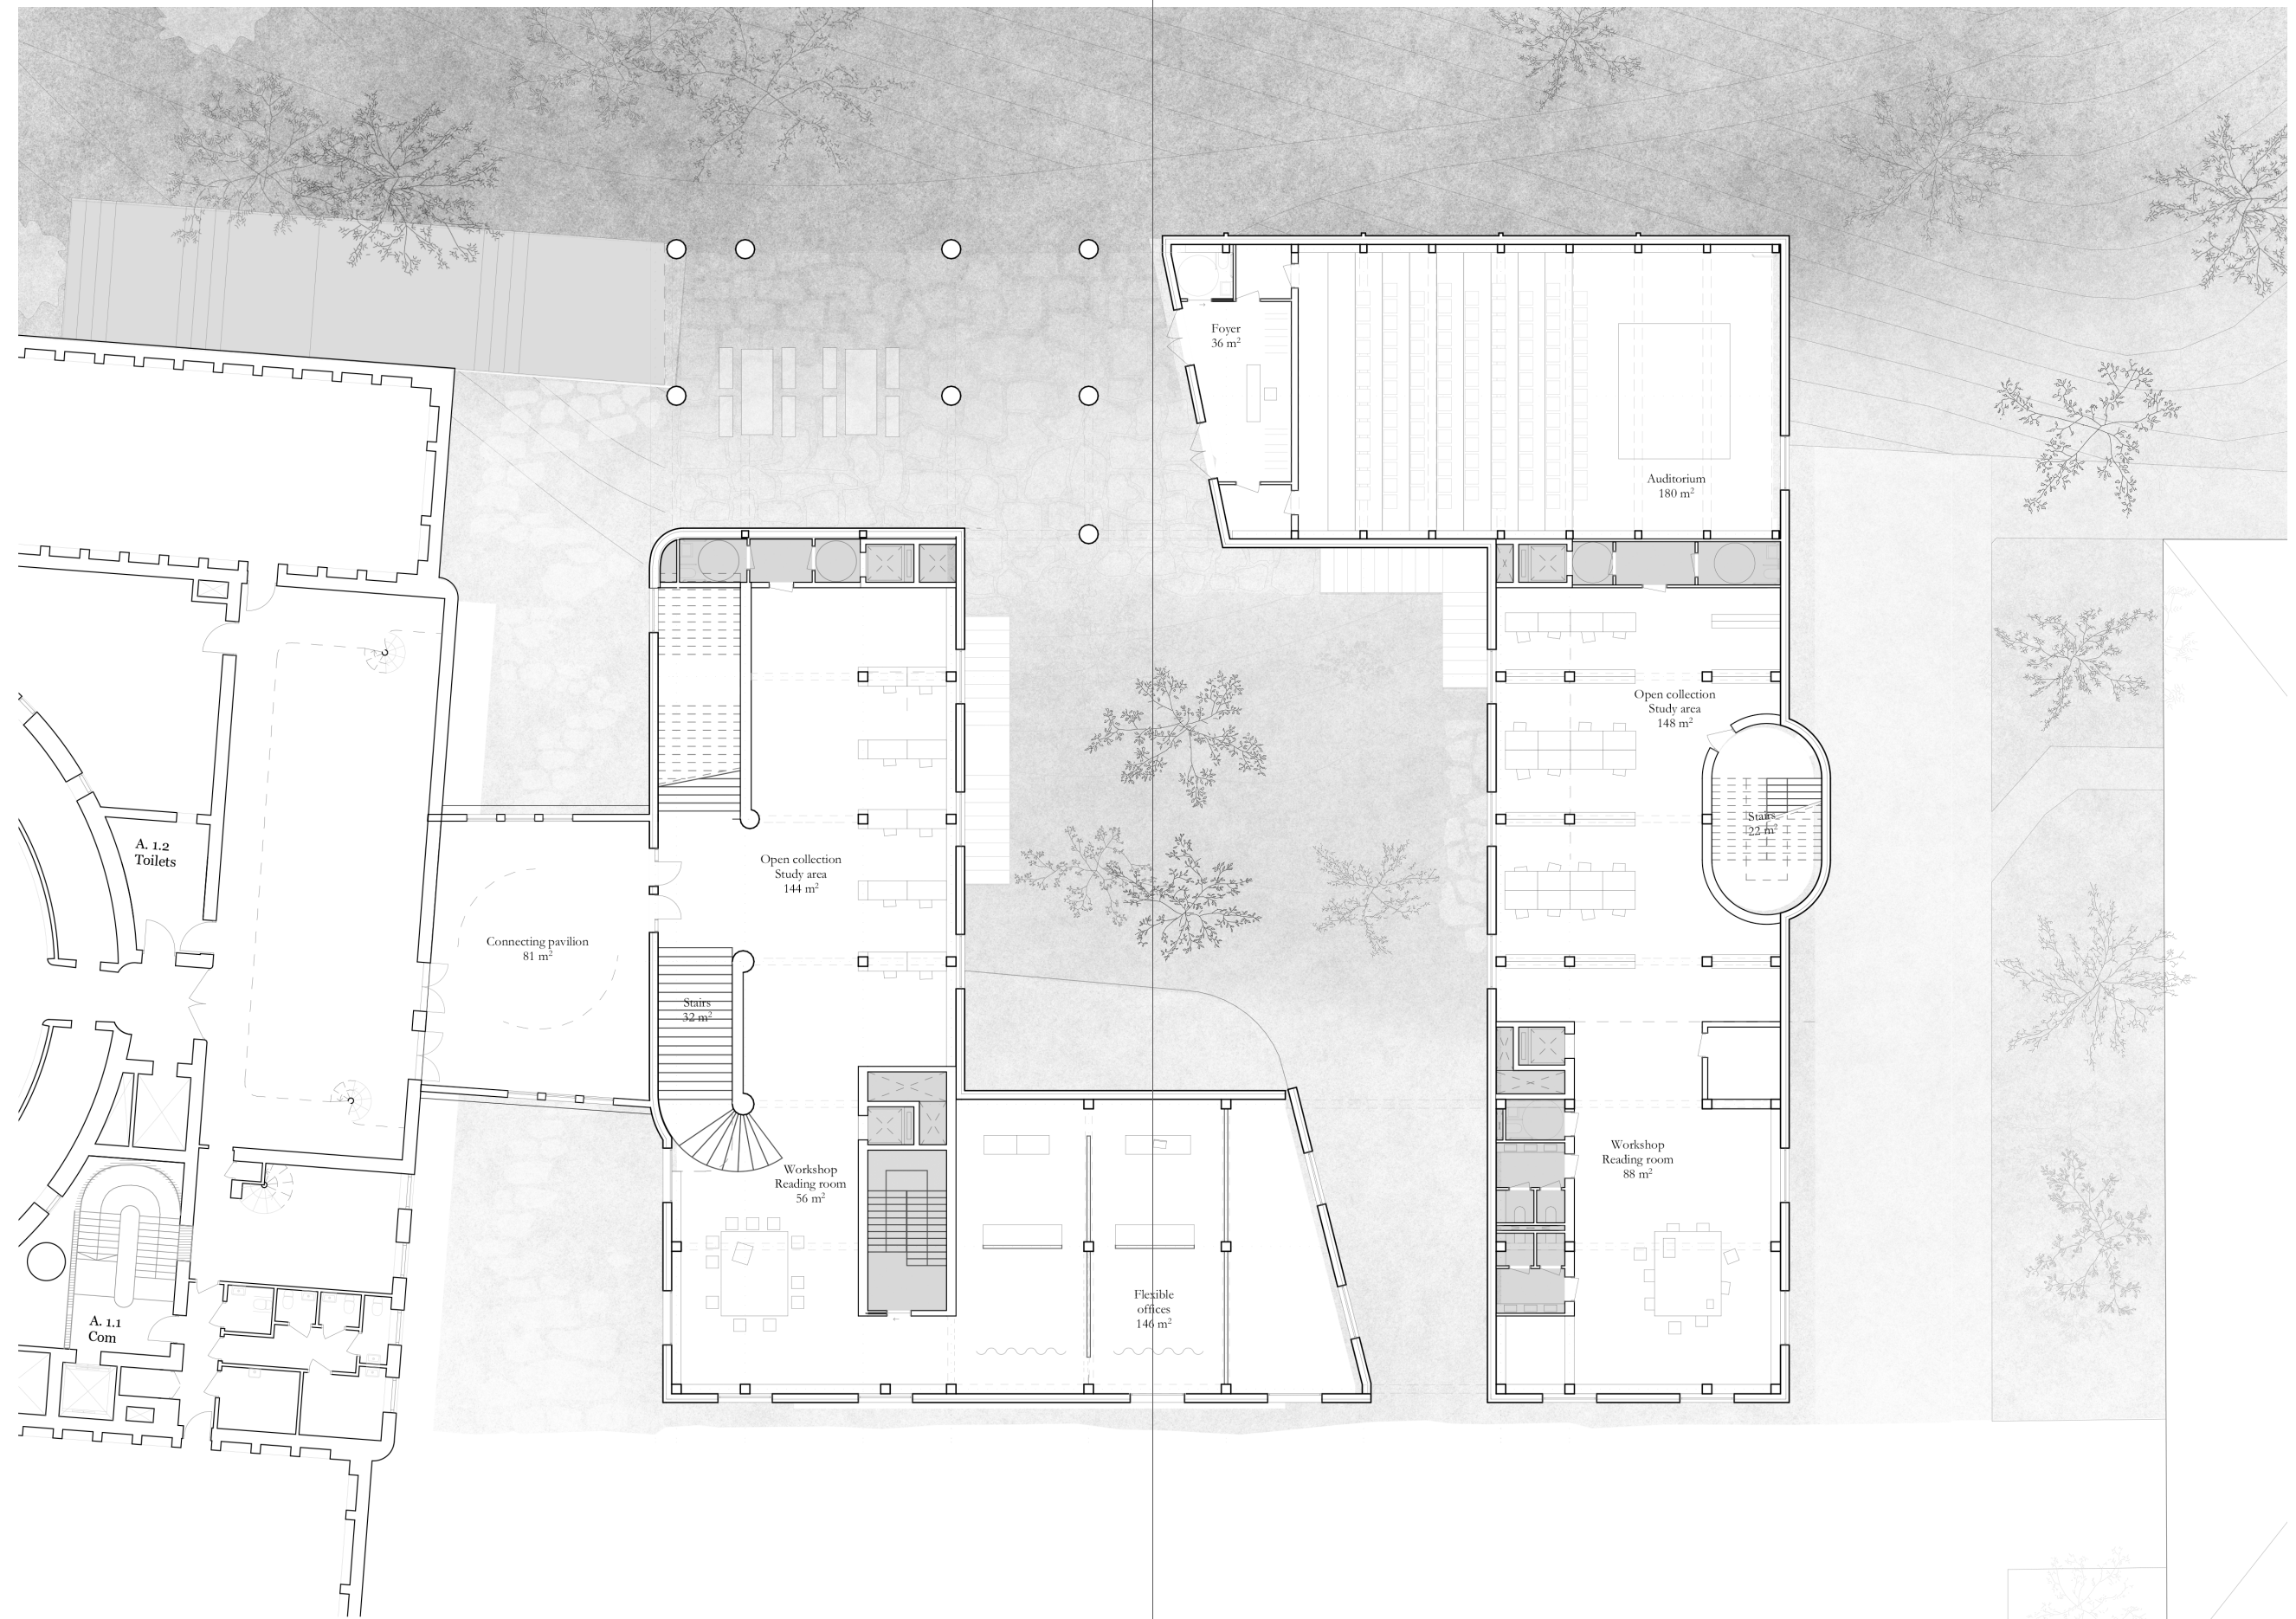 Foyer
36 m²
Auditorium
180 m²
Open collection
Study area
148 m²
Stairs
22 m²
A. 1.2
Toilets
Open collection
Study area
144 m²
Connecting pavilion
81 m²
Stairs
32 m²
Workshop
Reading room
56 m²
Workshop
Reading room
88 m²
Flexible
offices
146 m²
A. 1.1
Com